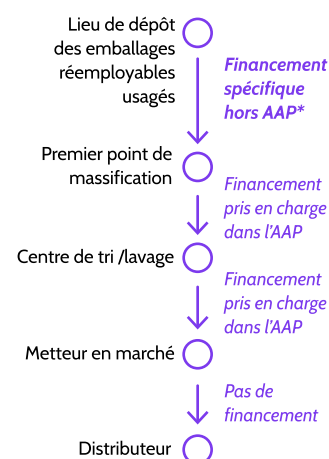 Lieu de dépôt
des emballages
réemployables
usagés
Financement
spécifique
hors AAP*
Premier point de
massification
Financement
pris en charge
dans l'AAP
Centre de tri /lavage
Financement
pris en charge
dans l'AAP
Metteur en marché
Pas de
financement
Distributeur